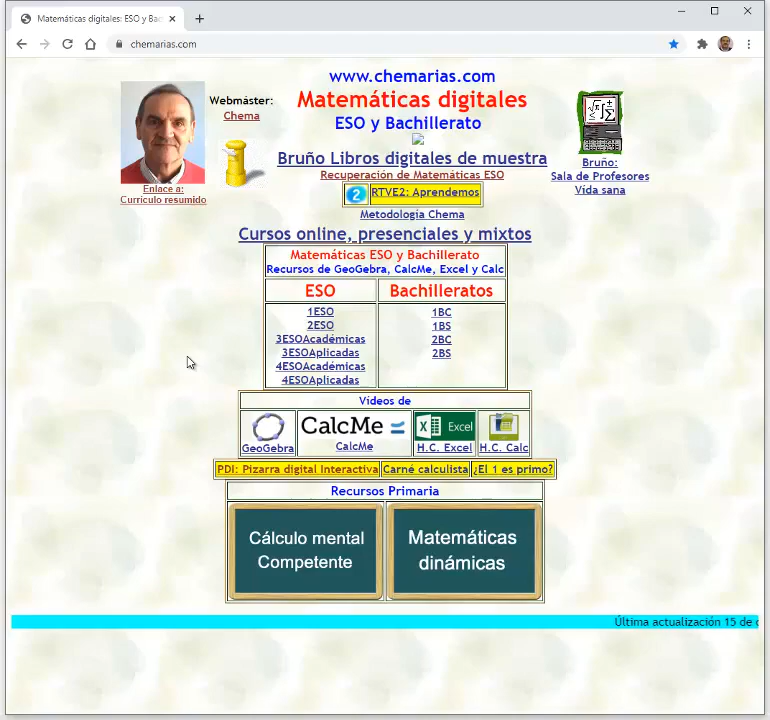 Matemáticas digitales: ESO y Bac
chemarias.com
www.chemarias.com
Webmáster:
Chema
Matemáticas digitales
ESO y Bachillerato
Enlace a:
Currículo resumido
Bruño Libros digitales de muestra
Recuperación de Matemáticas ESO
2 RTVE2: Aprendemos
Metodología Chema
Bruño:
Sala de Profesores
Vida sana
Cursos online, presenciales y mixtos
Matemáticas ESO y Bachillerato
Recursos de GeoGebra, CalcMe, Excel y Calc
ESO Bachilleratos
1ESO 1BC
2ESO 1BS
3ESOAcadémicas 2BC
3ESOAplicadas 2BS
4ESOAcadémicas
4ESOAplicadas
Vídeos de
CalcMe Excel
GeoGebra CalcMe H.C. Excel H.C. Calc
PDI: Pizarra digital Interactiva Carné calculista ¿El 1 es primo?
Recursos Primaria
Cálculo mental
Competente
Matemáticas
dinámicas
Última actualización 15 de